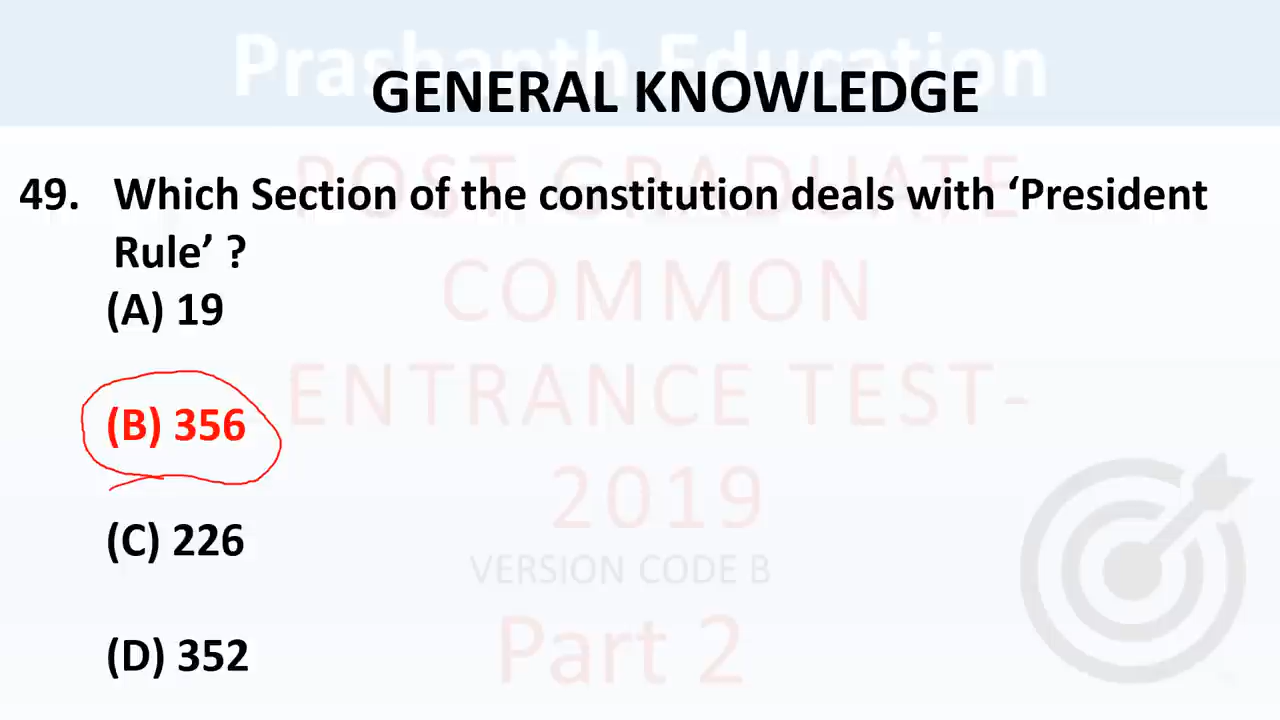 Prashanth Education
GENERAL KNOWLEDGE
POST GRADUATE
49. Which Section of the constitution deals with ‘President
Rule’ ?
COMMON
(A) 19
ENTRANCE TEST-
(B) 356
2019
(C) 226
VERSION CODE B
Part 2
(D) 352